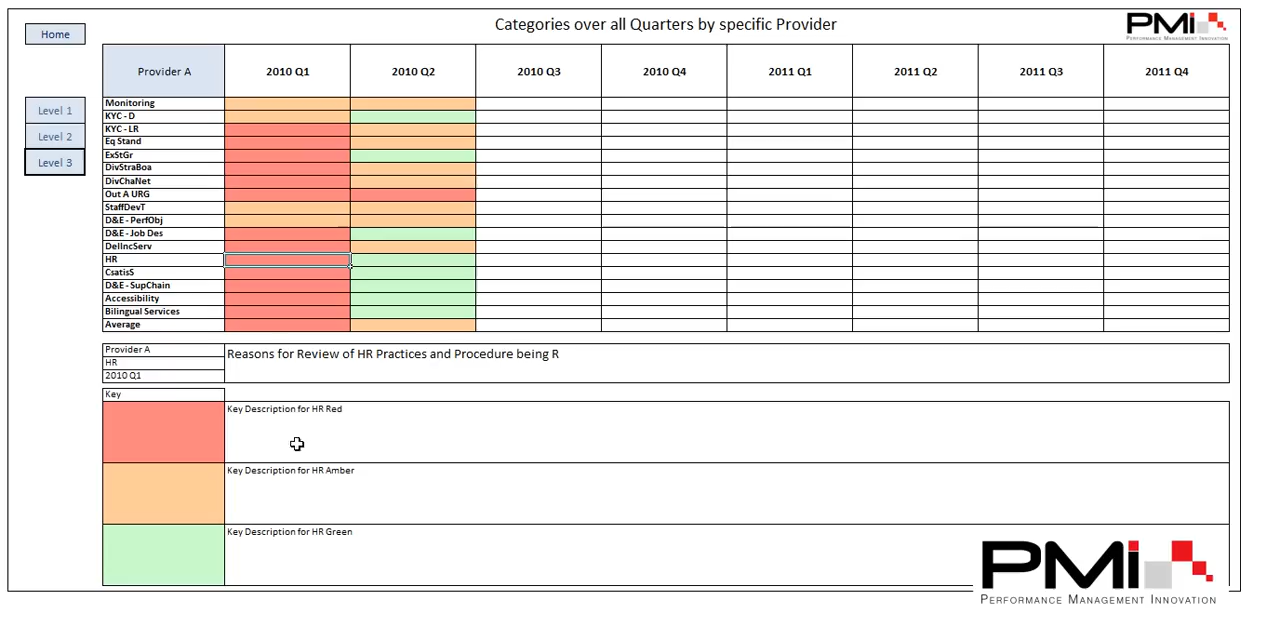 Categories over all Quarters by specific Provider
Home
PMi
PERFORMANCE MANAGEMENT INNOVATION
Provider A 2010 Q1 2010 Q2 2010 Q3 2010 Q4 2011 Q1 2011 Q2 2011 Q3 2011 Q4
Level 1
Level 2
Level 3
Monitoring
KYC - D
KYC - LR
Eq Stand
ExStGr
DivStraBoa
DivChaNet
Out A URG
StaffDevT
D&E - PerfObj
D&E - Job Des
DelIncServ
HR
CsatisS
D&E - SupChain
Accessibility
Bilingual Services
Average
Provider A
HR
2010 Q1
Reasons for Review of HR Practices and Procedure being R
Key
Key Description for HR Red
Key Description for HR Amber
Key Description for HR Green
PMi
PERFORMANCE MANAGEMENT INNOVATION